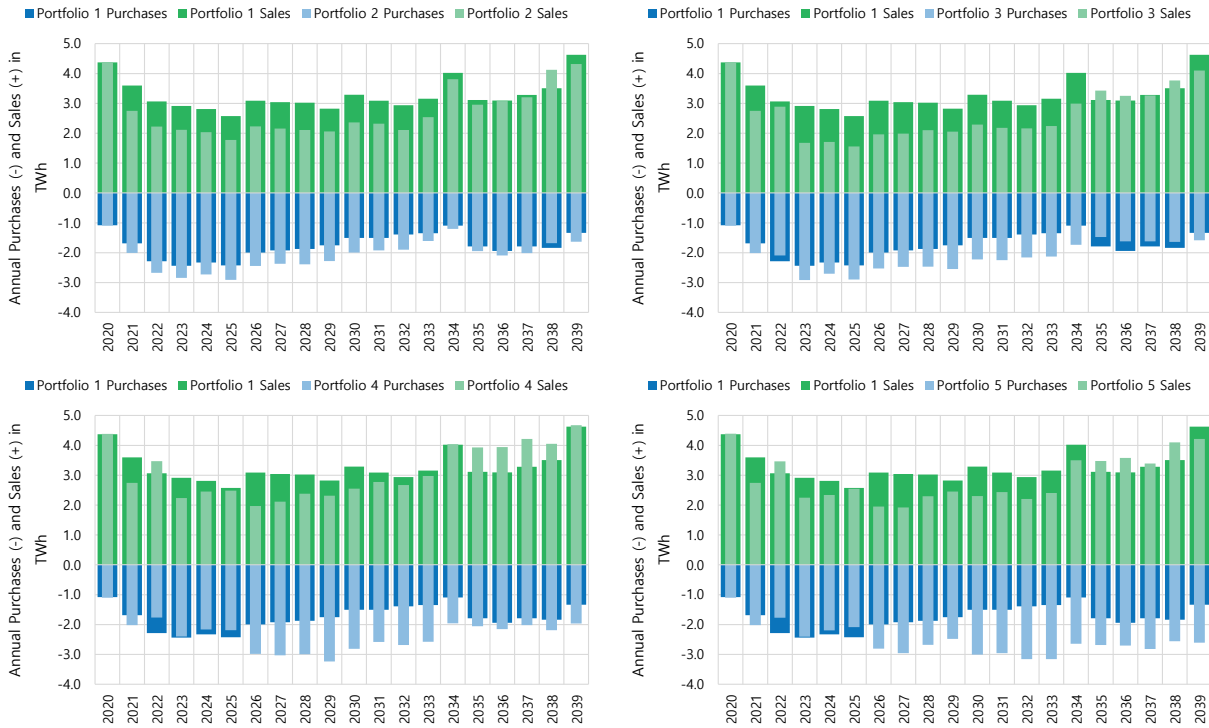 Portfolio 1 Purchases Portfolio 1 Sales Portfolio 2 Purchases Portfolio 2 Sales
Annual Purchases (-) and Sales (+) in
TWh
5.0
4.0
3.0
2.0
1.0
0.0
-1.0
-2.0
-3.0
-4.0
2020 2021 2022 2023 2024 2025 2026 2027 2028 2029 2030 2031 2032 2033 2034 2035 2036 2037 2038 2039
Portfolio 1 Purchases Portfolio 1 Sales Portfolio 3 Purchases Portfolio 3 Sales
Annual Purchases (-) and Sales (+) in
TWh
5.0
4.0
3.0
2.0
1.0
0.0
-1.0
-2.0
-3.0
-4.0
2020 2021 2022 2023 2024 2025 2026 2027 2028 2029 2030 2031 2032 2033 2034 2035 2036 2037 2038 2039
Portfolio 1 Purchases Portfolio 1 Sales Portfolio 4 Purchases Portfolio 4 Sales
Annual Purchases (-) and Sales (+) in
TWh
5.0
4.0
3.0
2.0
1.0
0.0
-1.0
-2.0
-3.0
-4.0
2020 2021 2022 2023 2024 2025 2026 2027 2028 2029 2030 2031 2032 2033 2034 2035 2036 2037 2038 2039
Portfolio 1 Purchases Portfolio 1 Sales Portfolio 5 Purchases Portfolio 5 Sales
Annual Purchases (-) and Sales (+) in
TWh
5.0
4.0
3.0
2.0
1.0
0.0
-1.0
-2.0
-3.0
-4.0
2020 2021 2022 2023 2024 2025 2026 2027 2028 2029 2030 2031 2032 2033 2034 2035 2036 2037 2038 2039